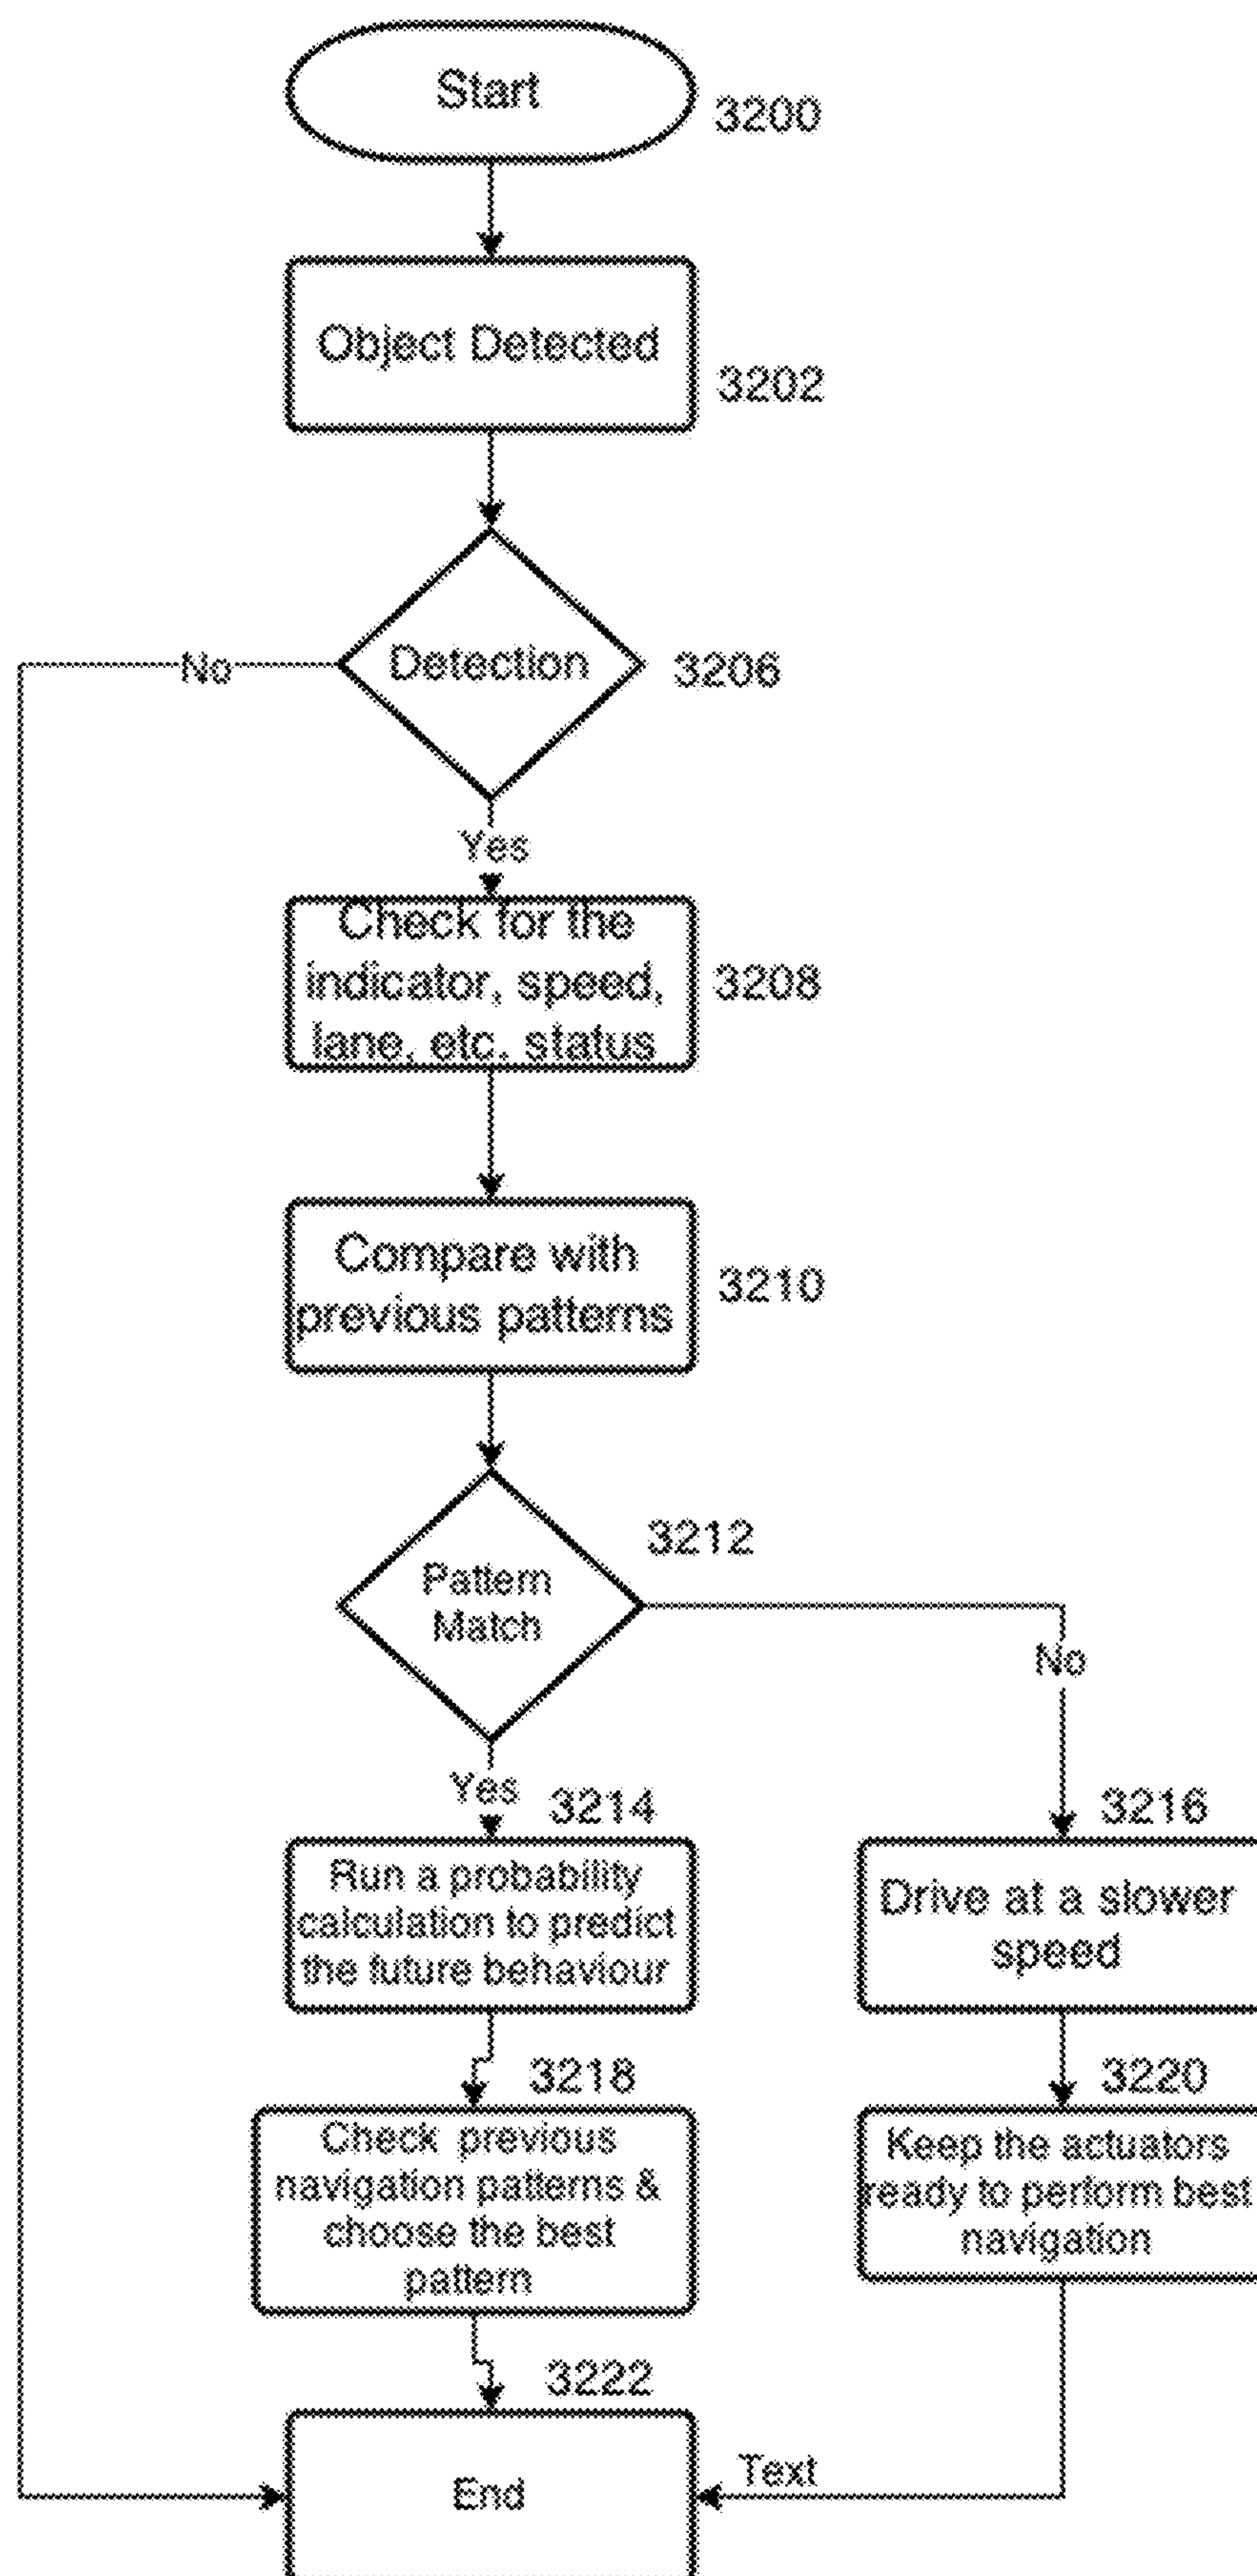 Start
3200
Object Detected
3202
Detection
3206
No
Yes
Check for the
indicator, speed,
lane, etc. status
3208
Compare with
previous patterns
3210
Pattern
Match
3212
No
Yes
3214
Run a probability
calculation to predict
the future behaviour
3216
Drive at a slower
speed
3218
Check previous
navigation patterns &
choose the best
pattern
3220
Keep the actuators
ready to perform best
navigation
3222
End
Text